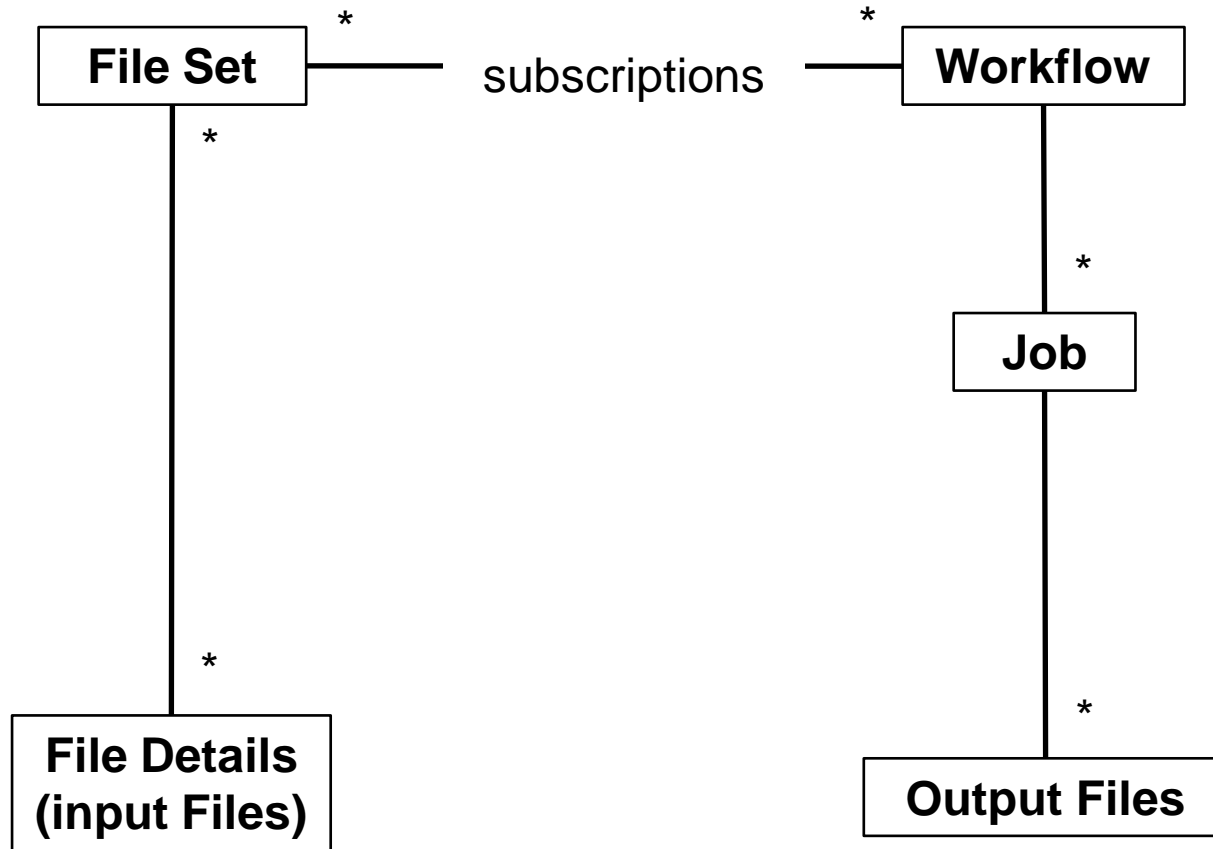 * *
File Set subscriptions Workflow
*
*
Job
*
*
File Details
(input Files)
Output Files